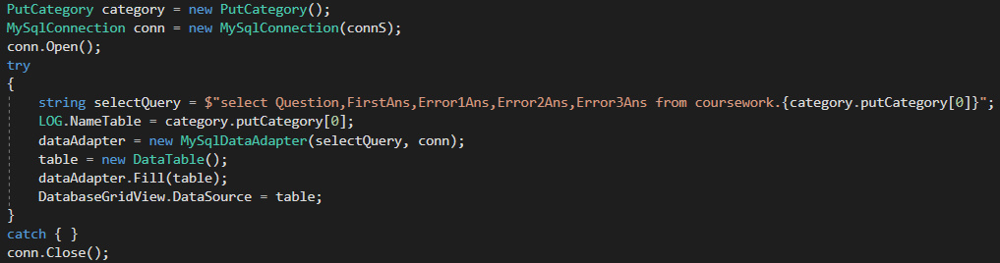 PutCategory category = new PutCategory();
MySqlConnection conn = new MySqlConnection(connS);
conn.Open();
try
{
string selectQuery = $"select Question,FirstAns,Error1Ans,Error2Ans,Error3Ans from coursework.{category.putCategory[0]}";
LOG.NameTable = category.putCategory[0];
dataAdapter = new MySqlDataAdapter(selectQuery, conn);
table = new DataTable();
dataAdapter.Fill(table);
DatabaseGridView.DataSource = table;
}
catch { }
conn.Close();